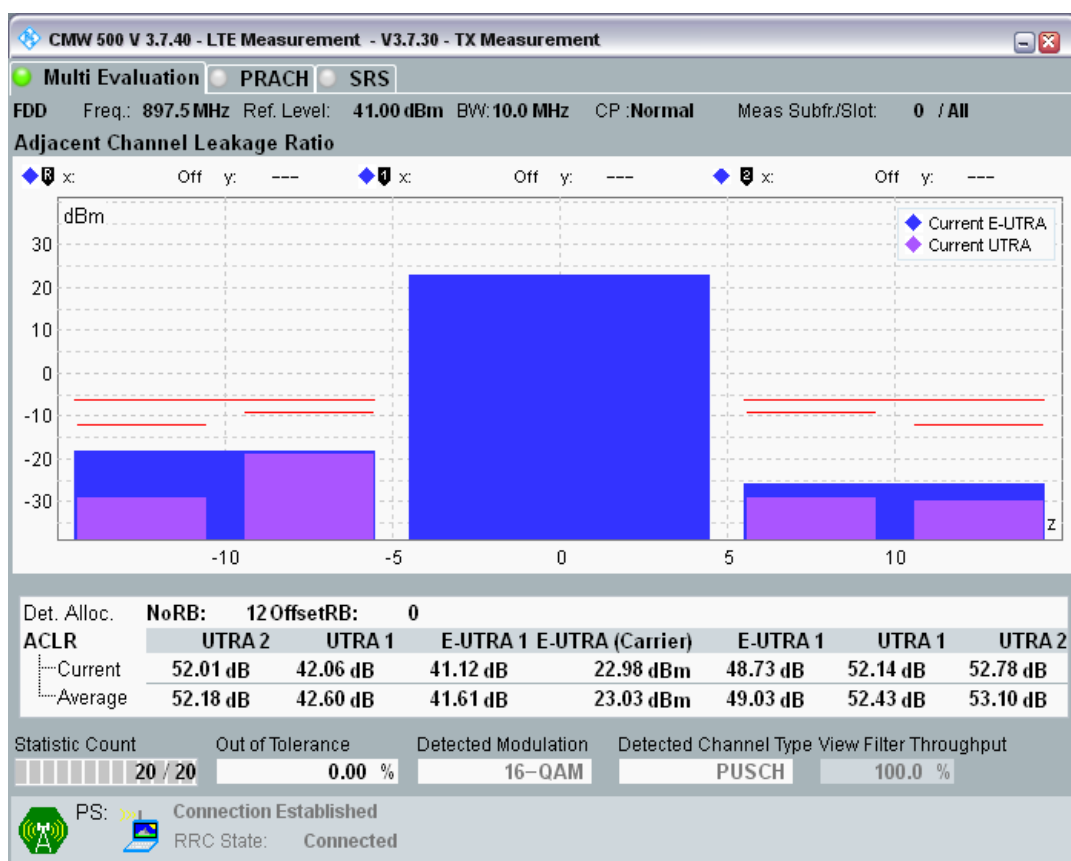 CMW 500 V 3.7.40 - LTE Measurement - V3.7.30 - TX Measurement
Multi Evaluation PRACH SRS
FDD Freq.: 897.5 MHz Ref. Level: 41.00 dBm BW: 10.0 MHz CP :Normal Meas Subfr./Slot: 0 / All
Adjacent Channel Leakage Ratio
R x: Off y: --- 1 x: Off y: --- 2 x: Off y: ---
dBm
Current E-UTRA
Current UTRA
30
20
10
0
-10
-20
-30
z
-10 -5 0 5 10
Det. Alloc. NoRB: 12 OffsetRB: 0
ACLR UTRA 2 UTRA 1 E-UTRA 1 E-UTRA (Carrier) E-UTRA 1 UTRA 1 UTRA 2
Current 52.01 dB 42.06 dB 41.12 dB 22.98 dBm 48.73 dB 52.14 dB 52.78 dB
Average 52.18 dB 42.60 dB 41.61 dB 23.03 dBm 49.03 dB 52.43 dB 53.10 dB
Statistic Count Out of Tolerance Detected Modulation Detected Channel Type View Filter Throughput
20 / 20 0.00 % 16-QAM PUSCH 100.0 %
PS: Connection Established
RRC State: Connected